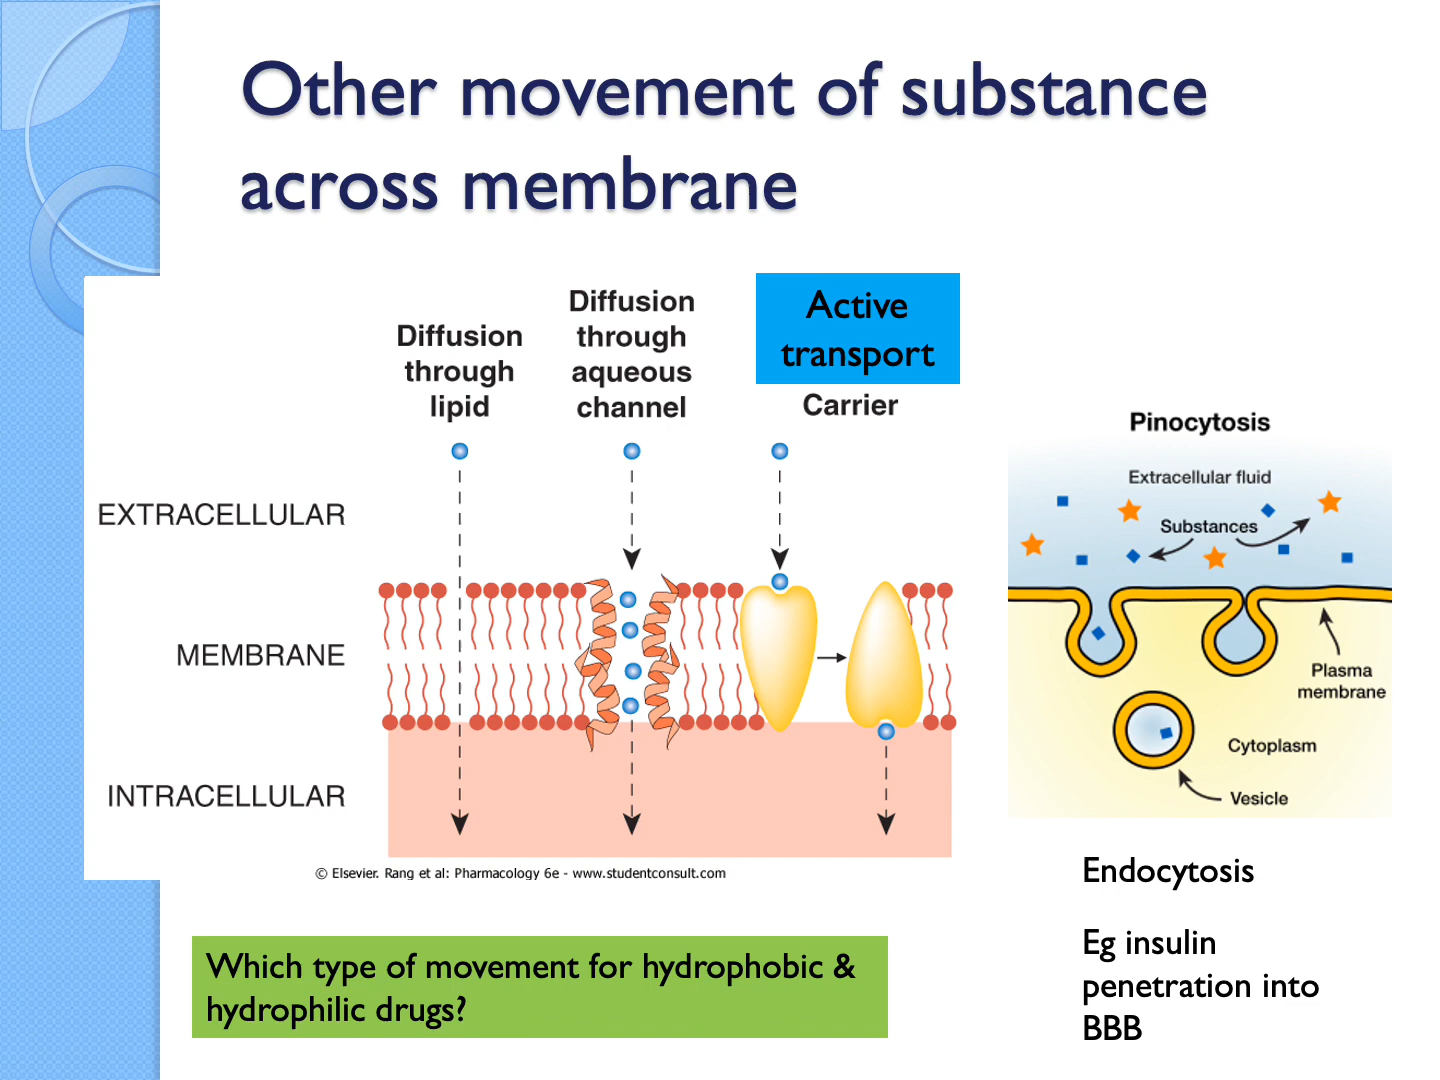 Other movement of substance
across membrane
Diffusion
through
lipid
Diffusion
through
aqueous
channel
Active
transport
Carrier
EXTRACELLULAR
MEMBRANE
INTRACELLULAR
© Elsevier. Rang et al: Pharmacology 6e - www.studentconsult.com
Pinocytosis
Extracellular fluid
Substances
Plasma
membrane
Cytoplasm
Vesicle
Endocytosis
Eg insulin
penetration into
BBB
Which type of movement for hydrophobic &
hydrophilic drugs?